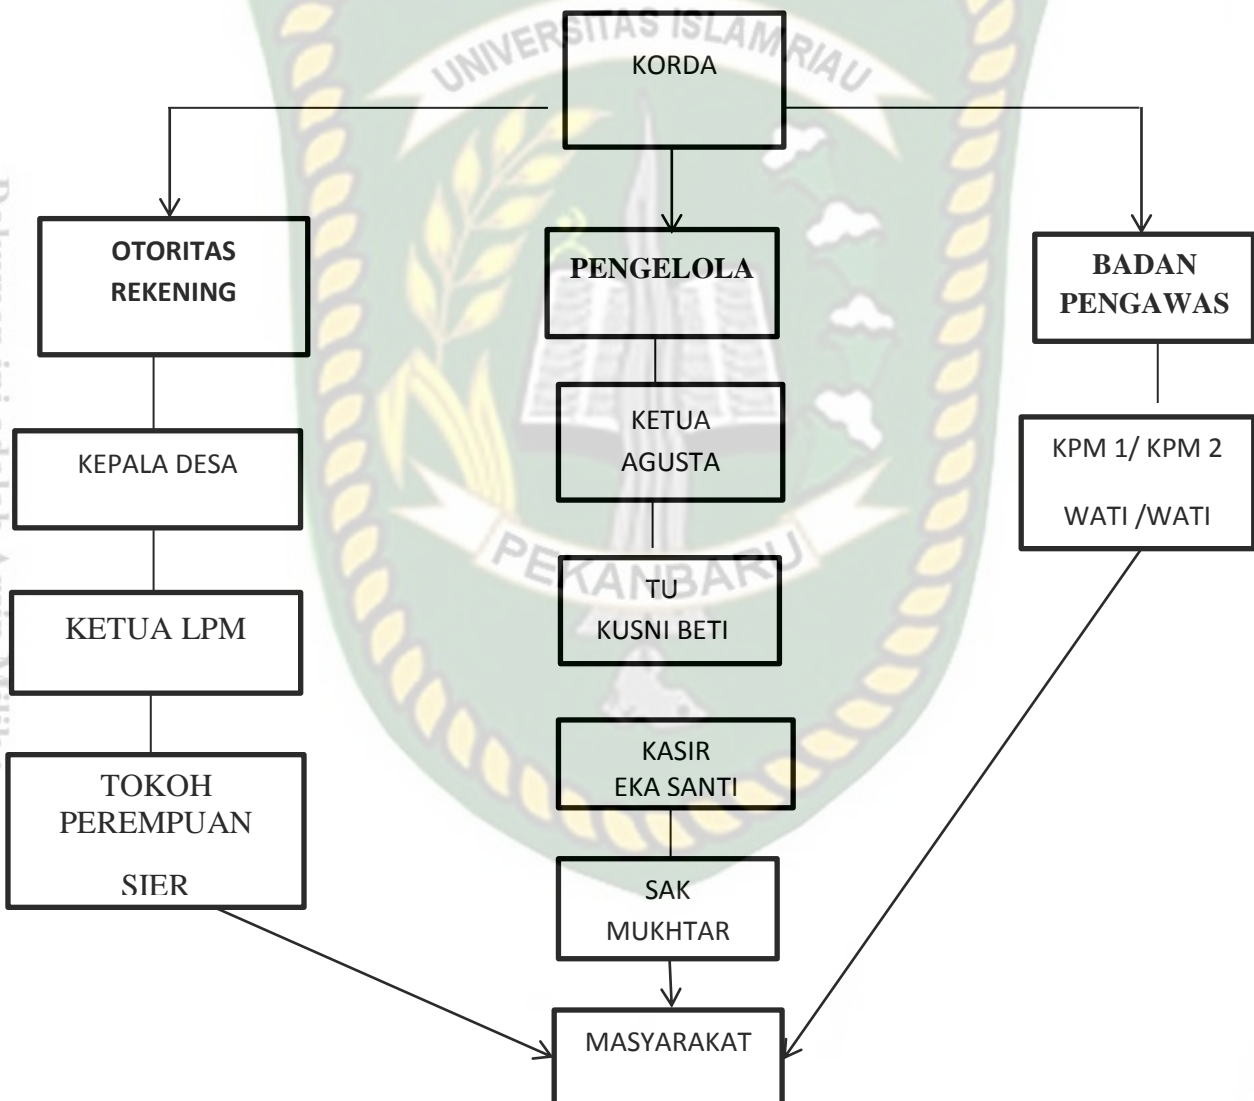 UNIVERSITAS ISLAM RIAU
KORDA
OTORITAS
REKENING
PENGELOLA
BADAN
PENGAWAS
KEPALA DESA
KETUA
AGUSTA
KPM 1/ KPM 2
WATI /WATI
PEKANBARU
KETUA LPM
TU
KUSNI BETI
TOKOH
PEREMPUAN
SIER
KASIR
EKA SANTI
SAK
MUKHTAR
MASYARAKAT